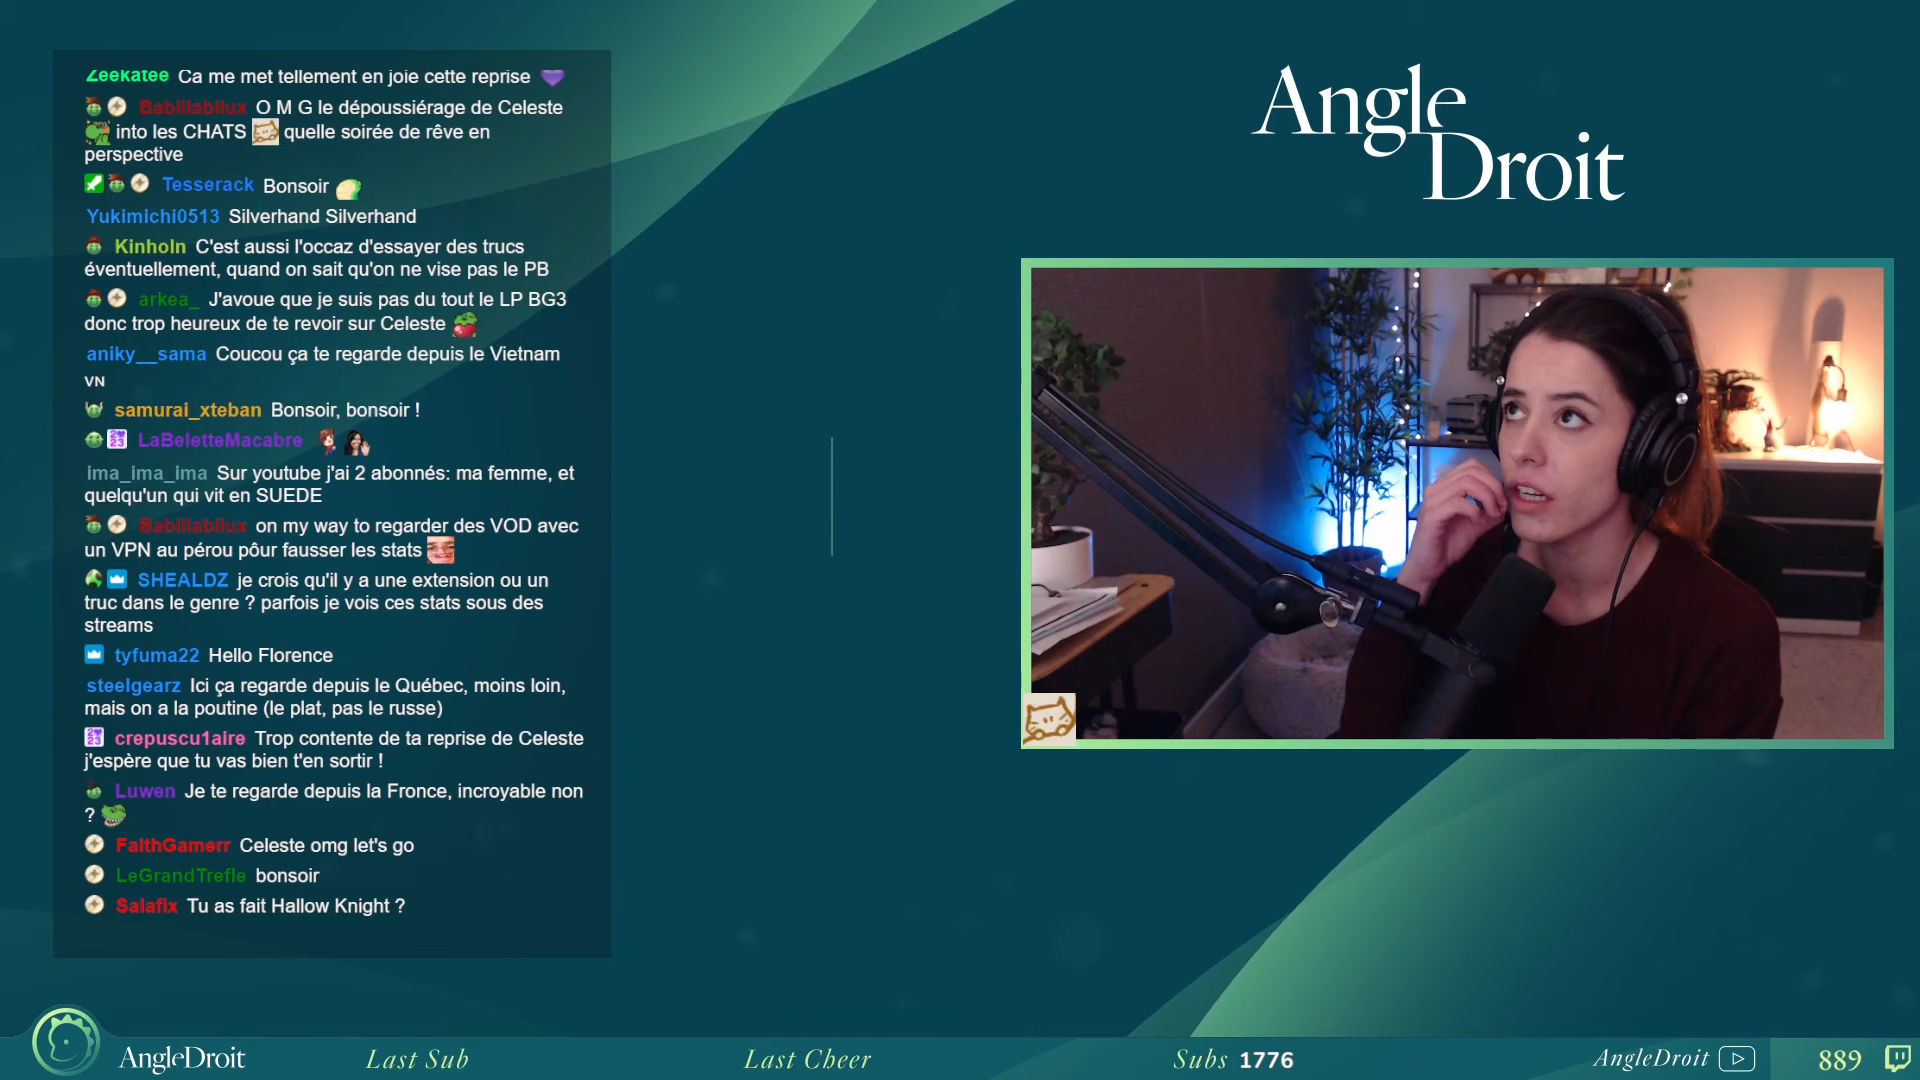 Zeekatee Ca me met tellement en joie cette reprise
Babillabilux O M G le dépoussiérage de Celeste
into les CHATS quelle soirée de rêve en
perspective
Tesserack Bonsoir
Yukimichi0513 Silverhand Silverhand
Kinholn C'est aussi l'occaz d'essayer des trucs
éventuellement, quand on sait qu'on ne vise pas le PB
arkea_ J'avoue que je suis pas du tout le LP BG3
donc trop heureux de te revoir sur Celeste
aniky__sama Coucou ça te regarde depuis le Vietnam
VN
samurai_xteban Bonsoir, bonsoir !
LaBeletteMacabre
ima_ima_ima Sur youtube j'ai 2 abonnés: ma femme, et
quelqu'un qui vit en SUEDE
Babillabilux on my way to regarder des VOD avec
un VPN au pérou pôur fausser les stats
SHEALDZ je crois qu'il y a une extension ou un
truc dans le genre ? parfois je vois ces stats sous des
streams
tyfuma22 Hello Florence
steelgearz Ici ça regarde depuis le Québec, moins loin,
mais on a la poutine (le plat, pas le russe)
crepuscu1aire Trop contente de ta reprise de Celeste
j'espère que tu vas bien t'en sortir !
Luwen Je te regarde depuis la Fronce, incroyable non
?
FaithGamerr Celeste omg let's go
LeGrandTrefle bonsoir
Salafix Tu as fait Hallow Knight ?
Angle
Droit
AngleDroit
Last Sub
Last Cheer
Subs 1776
AngleDroit
889